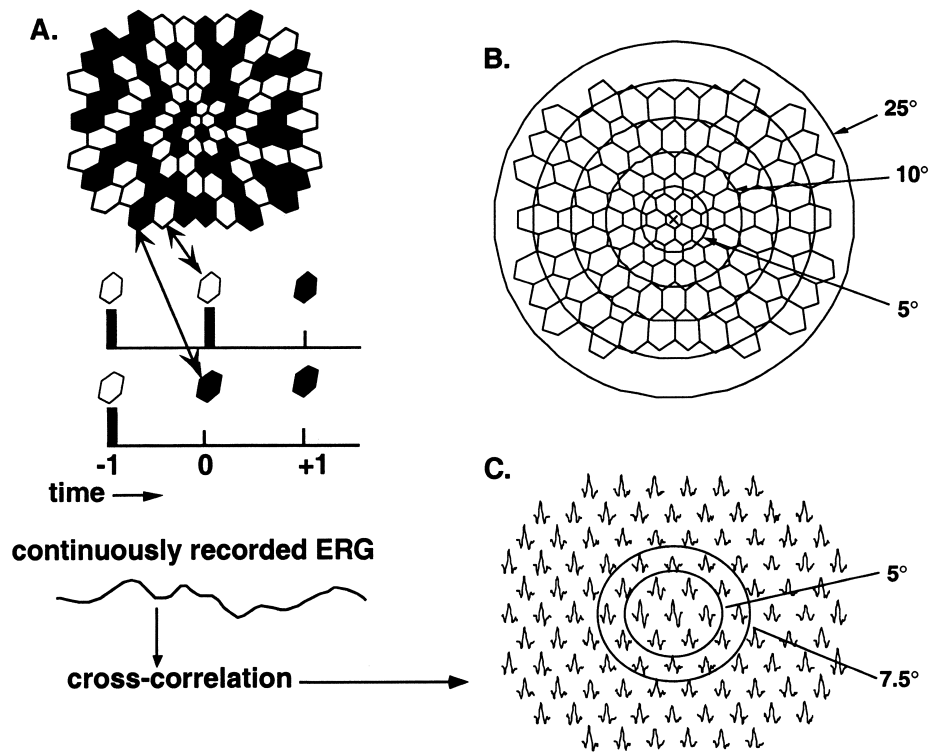 A.
B.
25°
10°
5°
-1 0 +1
time
C.
continuously recorded ERG
5°
cross-correlation
7.5°